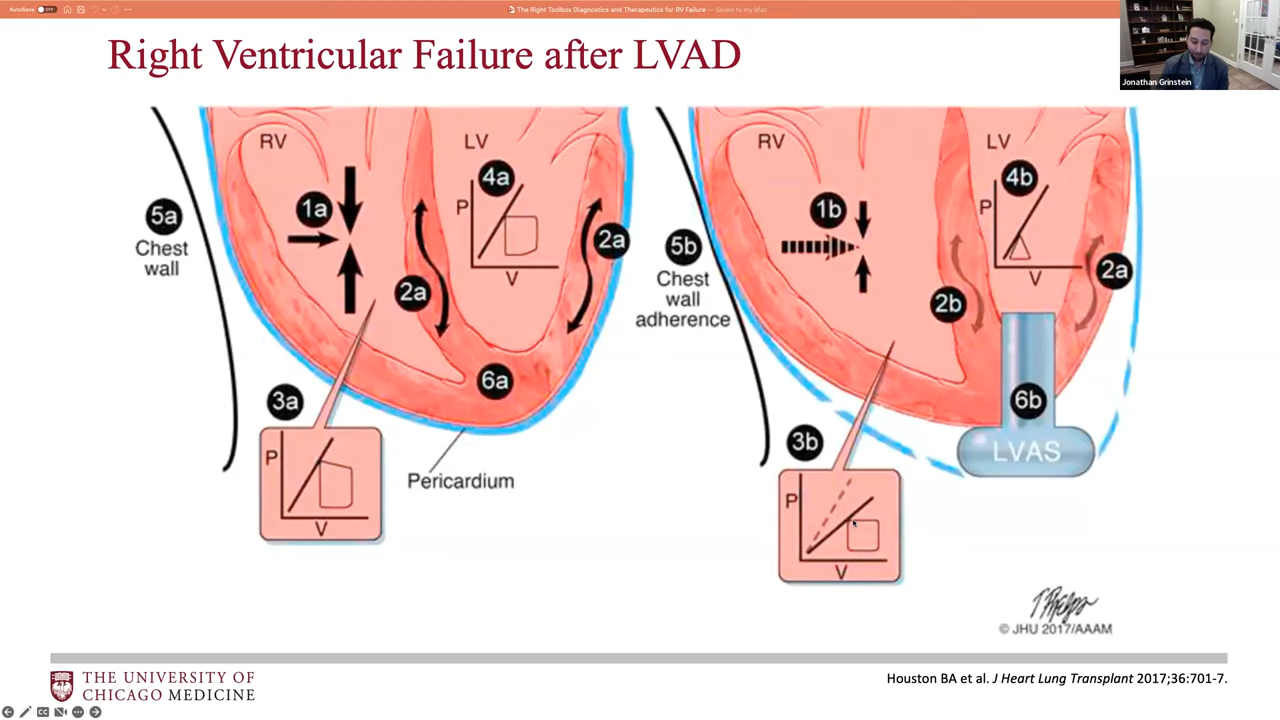 AutoSave OFF
The Right Toolbox Diagnostics and Therapeutics for RV Failure — Saved to my Mac
Jonathan Grinstein
Right Ventricular Failure after LVAD
RV
LV
1a
4a
P
V
2a
2a
5a
Chest
wall
6a
3a
P
V
Pericardium
RV
LV
1b
4b
P
V
2b
2a
5b
Chest
wall
adherence
6b
LVAS
3b
P
V
© JHU 2017/AAAM
THE UNIVERSITY OF
CHICAGO MEDICINE
Houston BA et al. J Heart Lung Transplant 2017;36:701-7.
CC